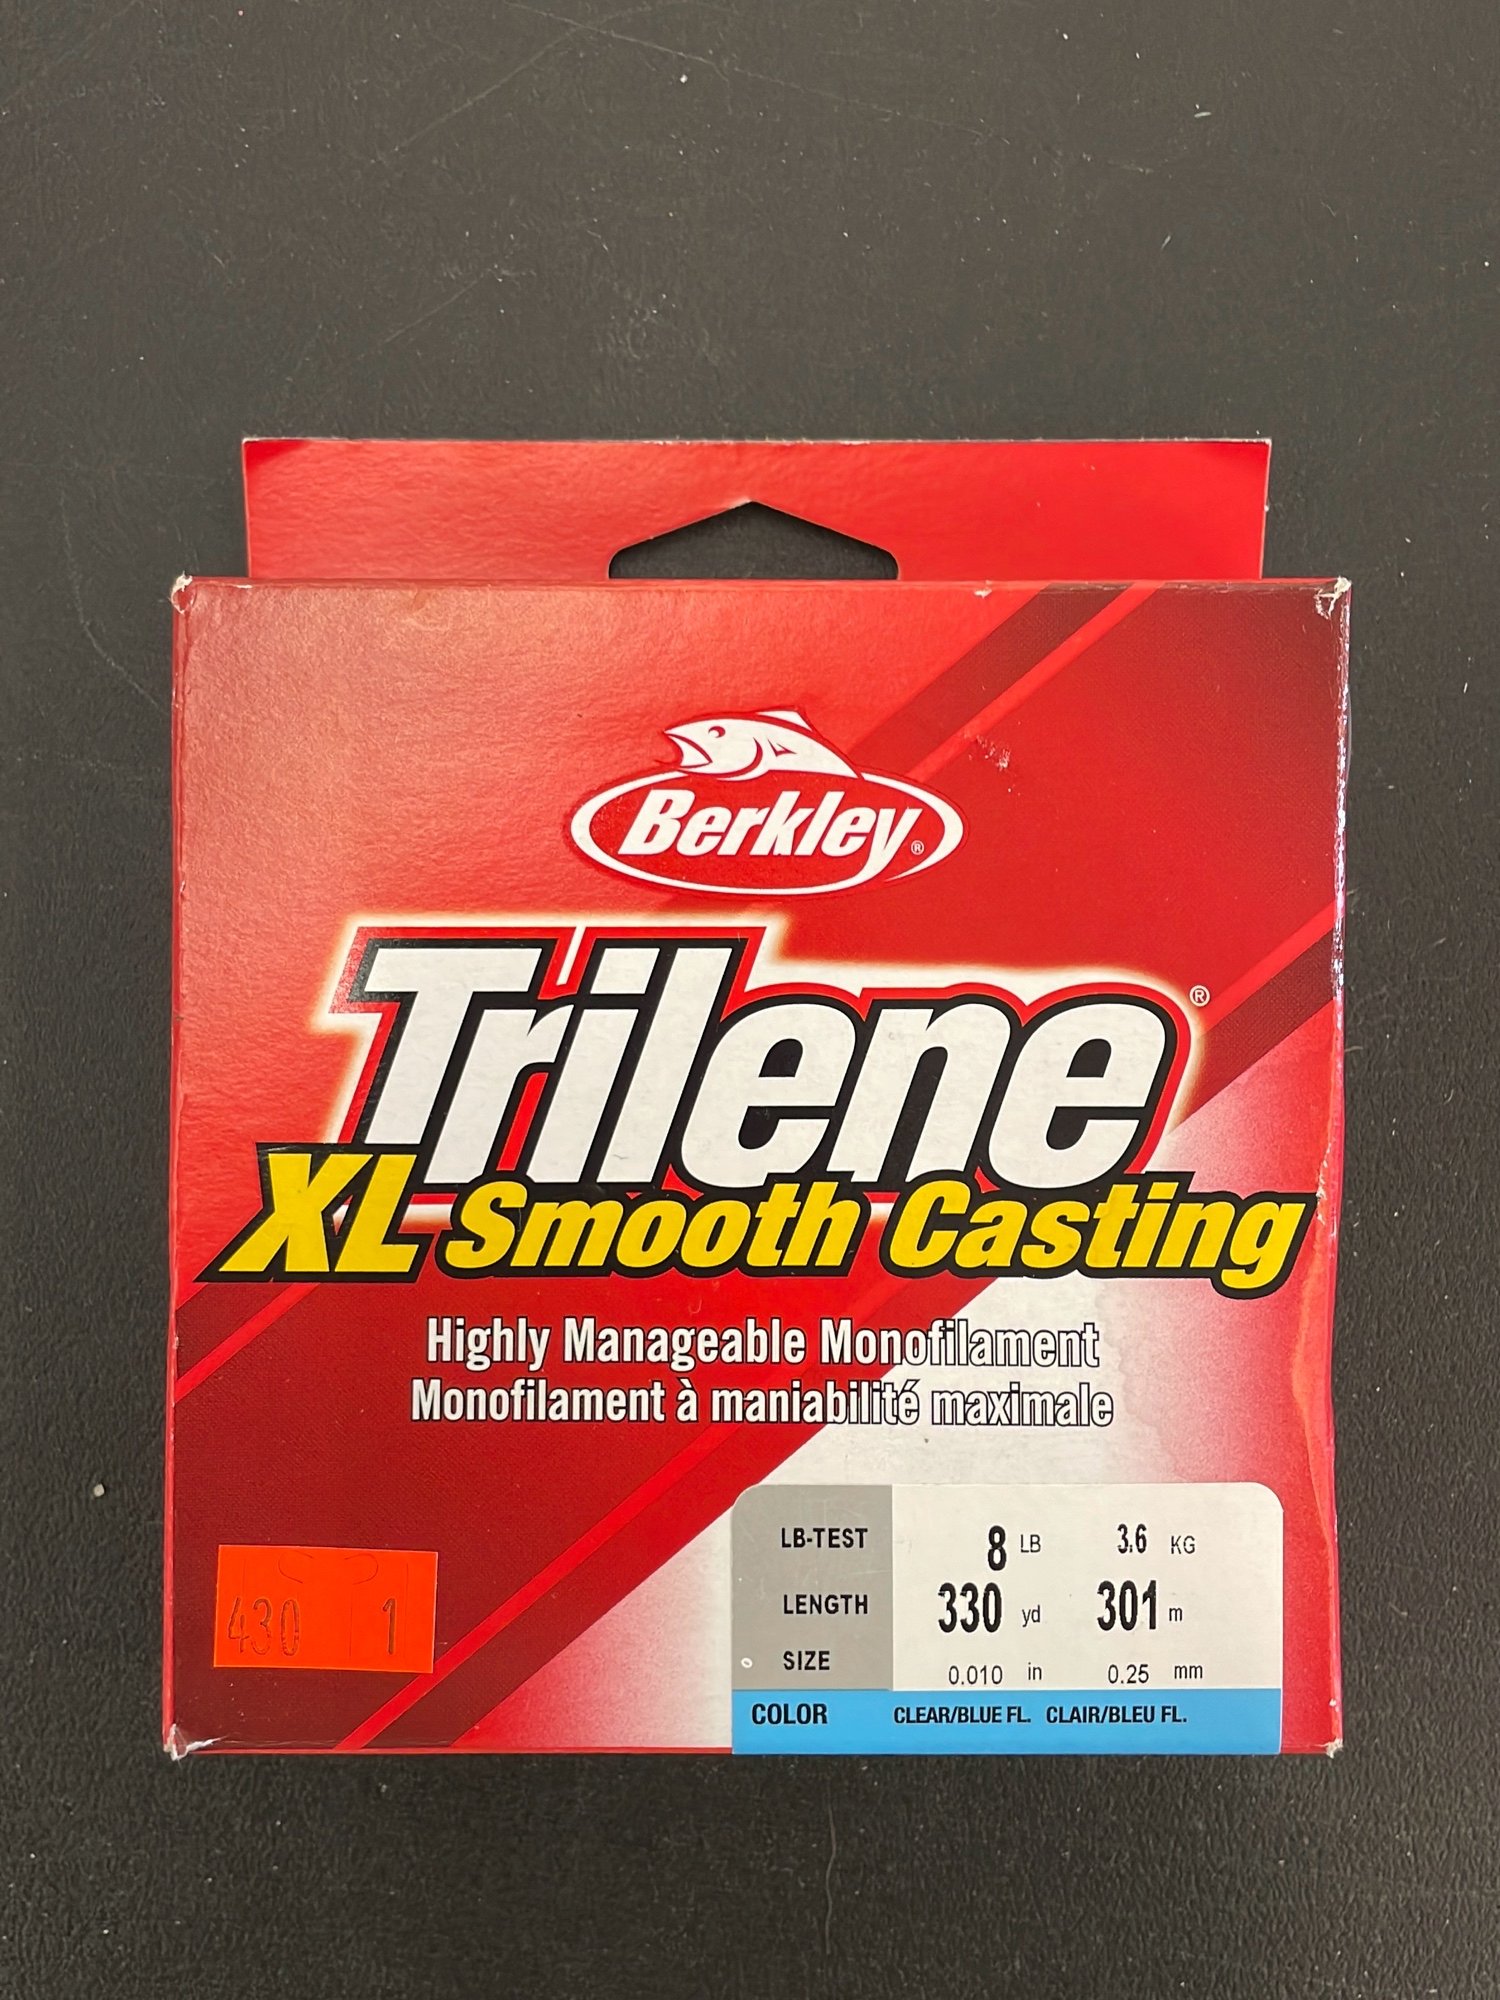 Berkley®
Trilene®
XL Smooth Casting
Highly Manageable Monofilament
Monofilament à maniabilité maximale
LB-TEST 8 LB 3.6 KG
LENGTH 330 yd 301 m
SIZE 0.010 in 0.25 mm
COLOR CLEAR/BLUE FL. CLAIR/BLEU FL.
430 1